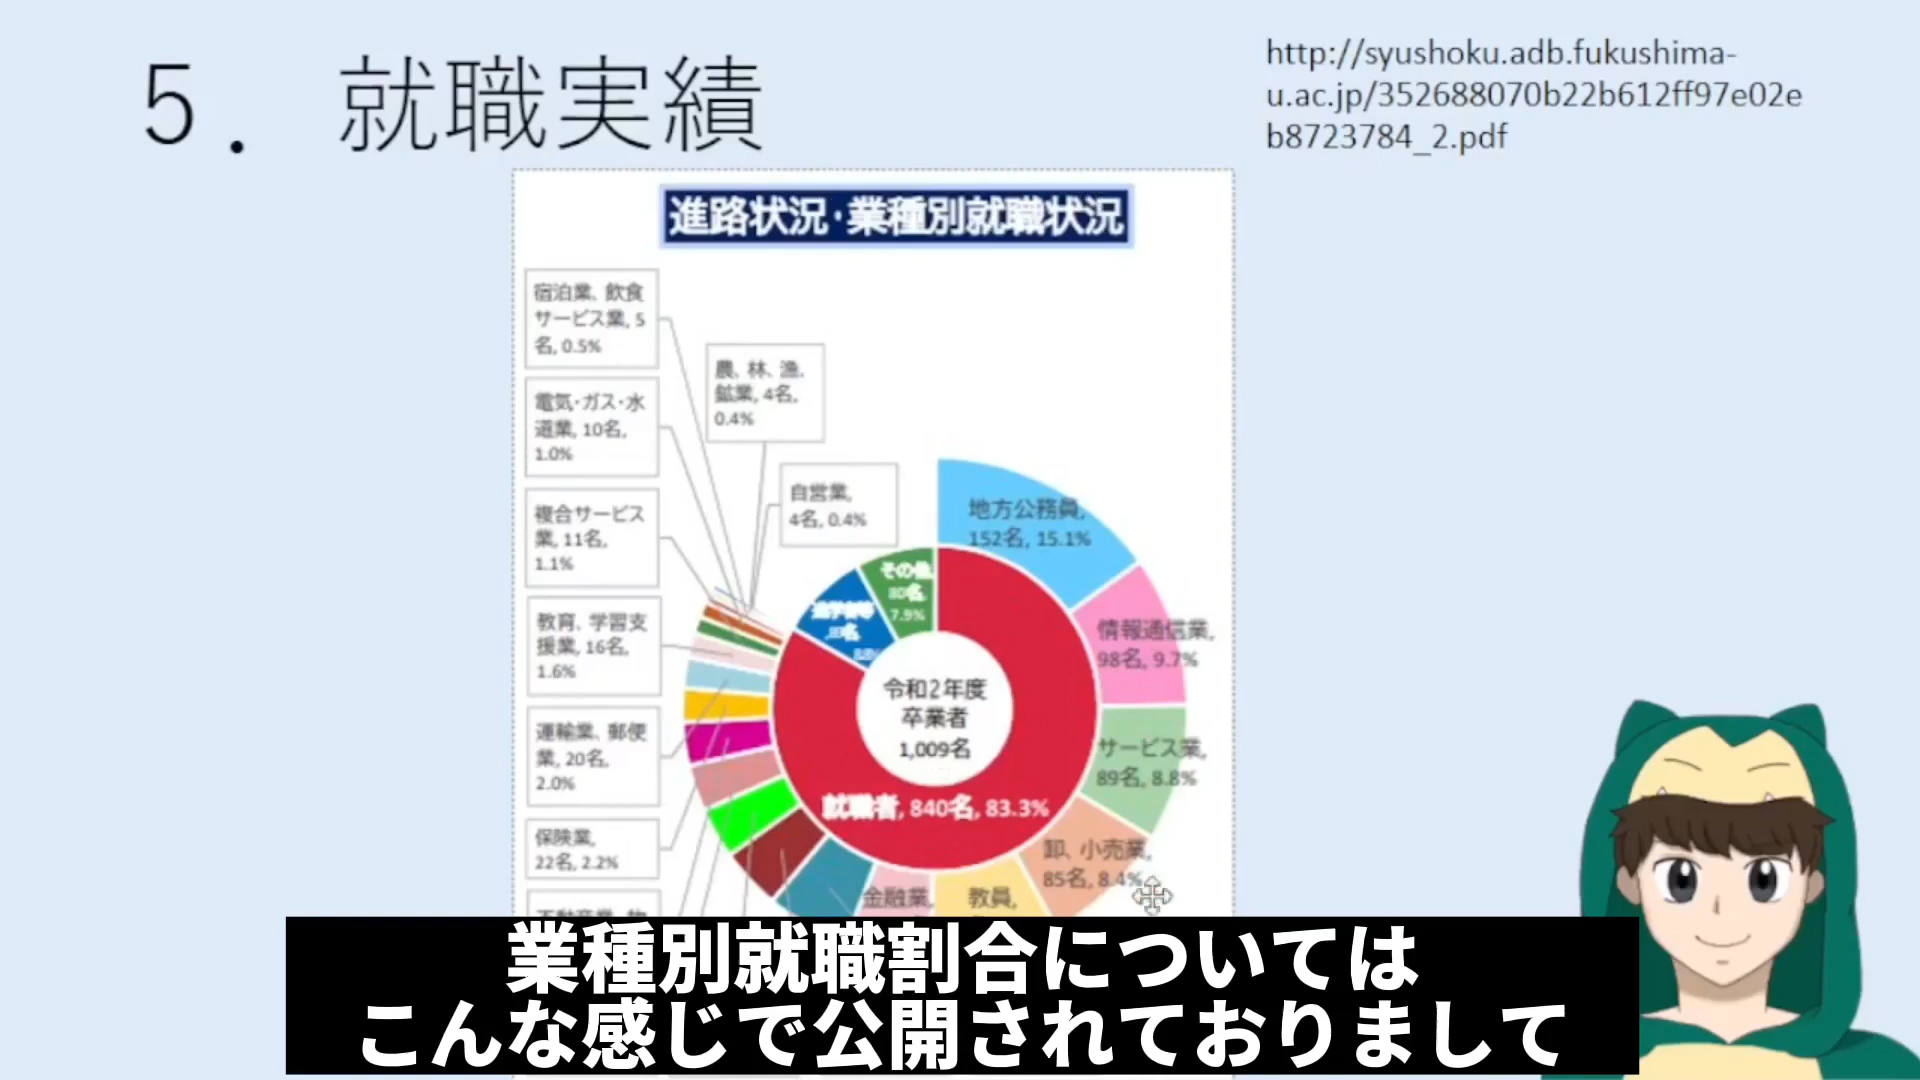 5. 就職実績
http://syushoku.adb.fukushima-
u.ac.jp/352688070b22b612ff97e02e
b8723784_2.pdf
進路状況・業種別就職状況
宿泊業、飲食
サービス業, 5
名, 0.5%
農、林、漁、
鉱業, 4名,
0.4%
電気・ガス・水
道業, 10名,
1.0%
自営業,
4名, 0.4%
複合サービス
業, 11名,
1.1%
教育、学習支
援業, 16名,
1.6%
運輸業、郵便
業, 20名,
2.0%
保険業,
22名, 2.2%
地方公務員,
152名, 15.1%
情報通信業,
98名, 9.7%
サービス業,
89名, 8.8%
卸、小売業,
85名, 8.4%
教員,
金融業,
その他,
80名,
7.9%
令和2年度
卒業者
1,009名
就職者, 840名, 83.3%
業種別就職割合については
こんな感じで公開されておりまして